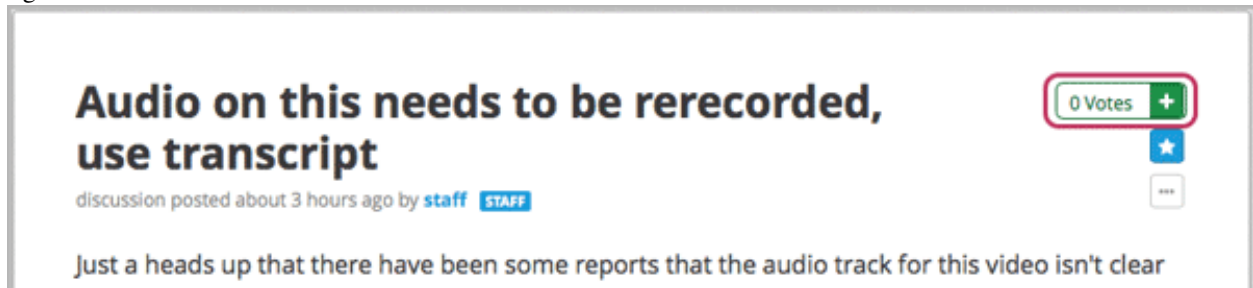 Audio on this needs to be rerecorded,
use transcript
0 Votes +
discussion posted about 3 hours ago by staff STAFF
Just a heads up that there have been some reports that the audio track for this video isn't clear